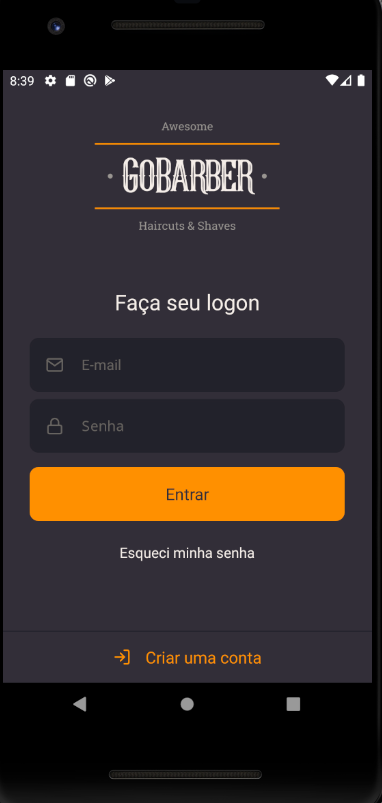 8:39
Awesome
GOBARBER
Haircuts & Shaves
Faça seu logon
E-mail
Senha
Entrar
Esqueci minha senha
Criar uma conta